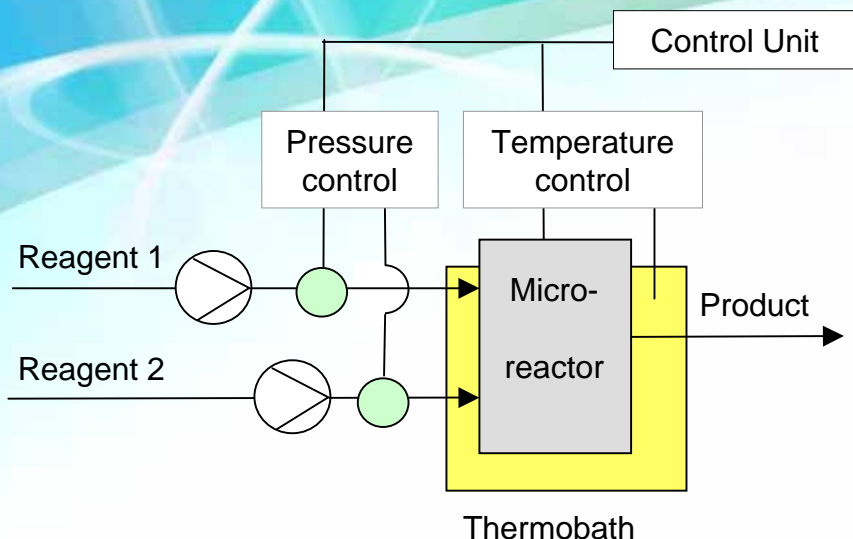 Control Unit
Pressure
control
Temperature
control
Reagent 1
Micro-
reactor
Product
Reagent 2
Thermobath